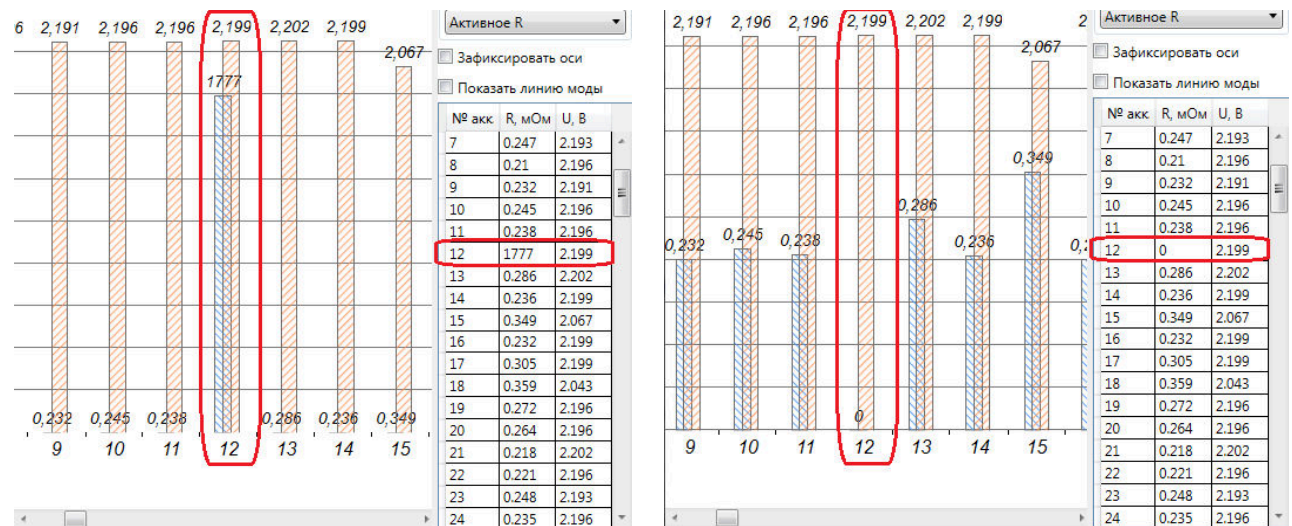 6 2,191 2,196 2,196 2,199 2,202 2,199
2,067
1777
0,232 0,245 0,238 0,286 0,236 0,349
9 10 11 12 13 14 15
Активное R
Зафиксировать оси
Показать линию моды
№ акк R, мОм U, В
7 0.247 2.193
8 0.21 2.196
9 0.232 2.191
10 0.245 2.196
11 0.238 2.196
12 1777 2.199
13 0.286 2.202
14 0.236 2.199
15 0.349 2.067
16 0.232 2.199
17 0.305 2.199
18 0.359 2.043
19 0.272 2.196
20 0.264 2.196
21 0.218 2.202
22 0.221 2.196
23 0.248 2.193
24 0.235 2.196
2,191 2,196 2,196 2,199 2,202 2,199 2
2,067
0,349
0,286
0,232 0,245 0,238 0,236 0,
0
9 10 11 12 13 14 15
Активное R
Зафиксировать оси
Показать линию моды
№ акк R, мОм U, В
7 0.247 2.193
8 0.21 2.196
9 0.232 2.191
10 0.245 2.196
11 0.238 2.196
12 0 2.199
13 0.286 2.202
14 0.236 2.199
15 0.349 2.067
16 0.232 2.199
17 0.305 2.199
18 0.359 2.043
19 0.272 2.196
20 0.264 2.196
21 0.218 2.202
22 0.221 2.196
23 0.248 2.193
24 0.235 2.196